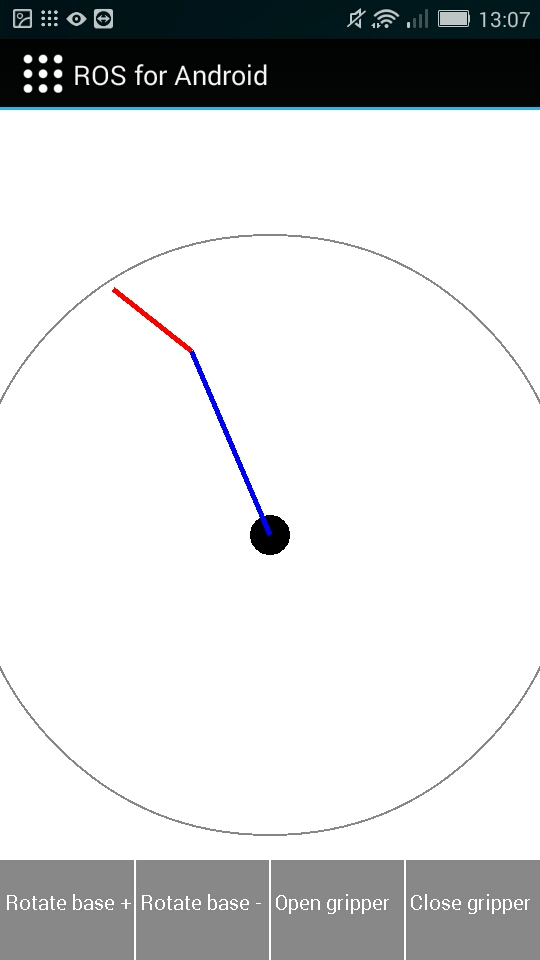 13:07
ROS for Android
Rotate base + Rotate base - Open gripper Close gripper